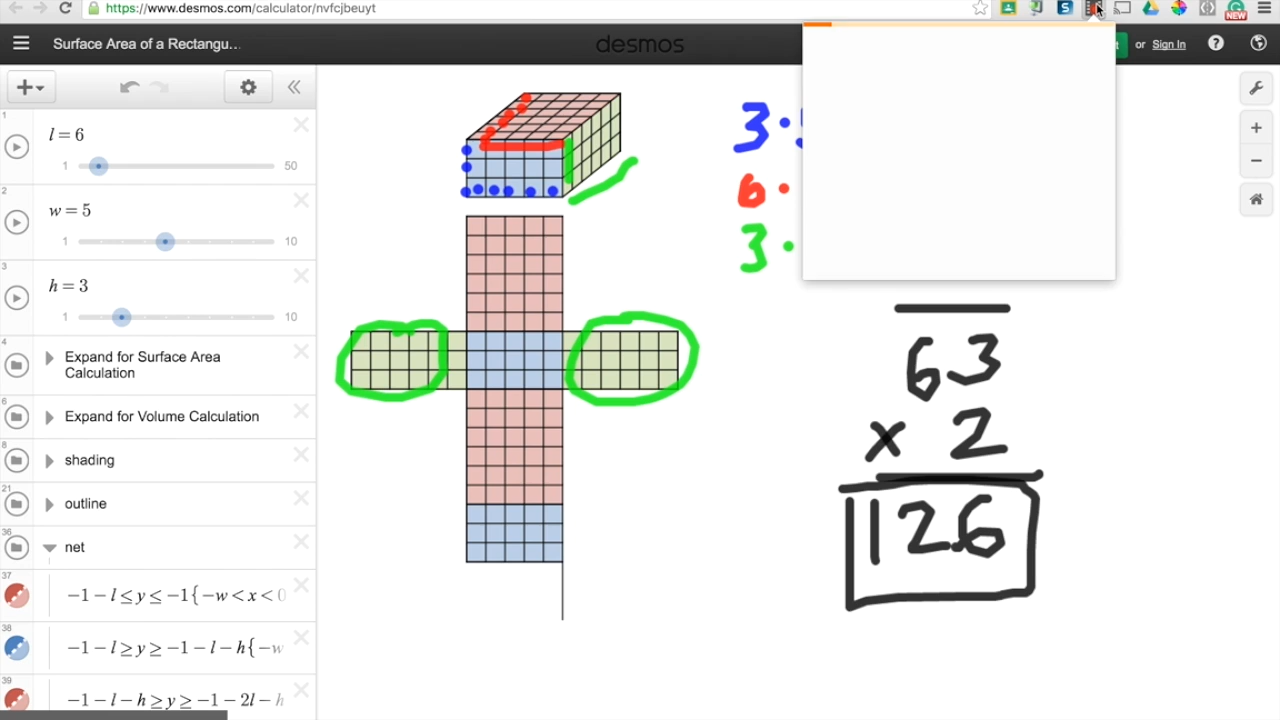 https://www.desmos.com/calculator/nvfcjbeuyt
NEW
Surface Area of a Rectangu...
desmos
or Sign In
1
l = 6
1 50
2
w = 5
1 10
3
h = 3
1 10
4
Expand for Surface Area
Calculation
6
Expand for Volume Calculation
8
shading
21
outline
36
net
37
−1 − l ≤ y ≤ −1{−w < x < 0
38
−1 − l ≥ y ≥ −1 − l − h{−w
39
−1 − l − h ≥ y ≥ −1 − 2l − h
3 ·
6 ·
3 ·
63
x 2
126